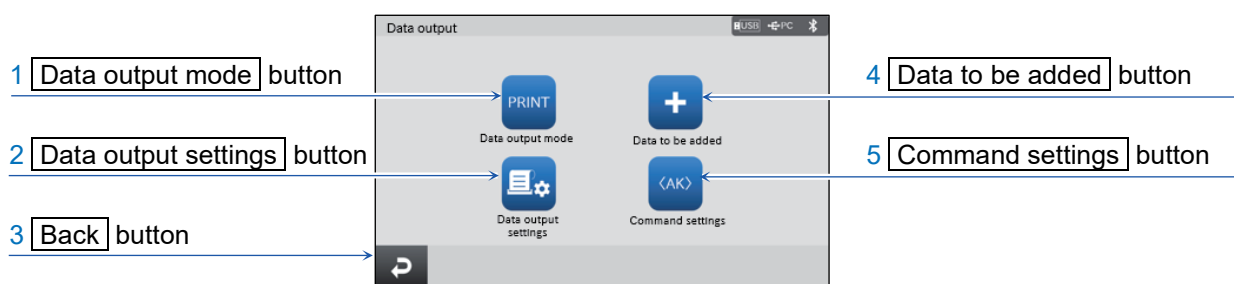 Data output
USB PC
1 Data output mode button
4 Data to be added button
PRINT
+
Data output mode
Data to be added
2 Data output settings button
5 Command settings button
<AK>
Data output
settings
Command settings
3 Back button